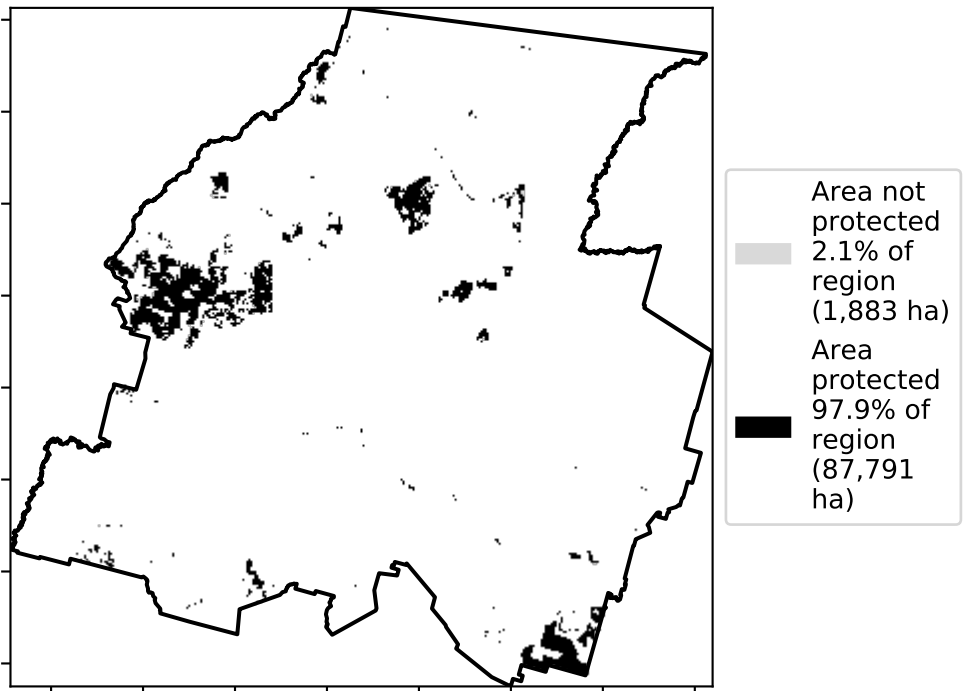 Area not
protected
2.1% of
region
(1,883 ha)
Area
protected
97.9% of
region
(87,791
ha)